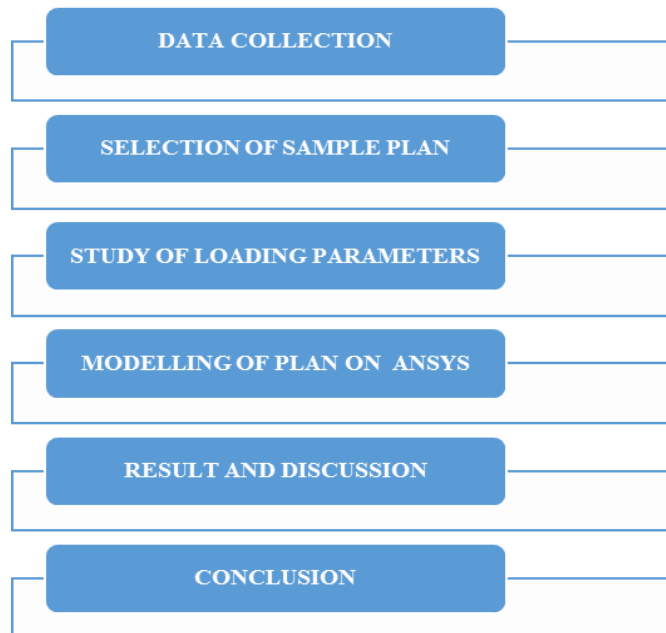 DATA COLLECTION
SELECTION OF SAMPLE PLAN
STUDY OF LOADING PARAMETERS
MODELLING OF PLAN ON ANSYS
RESULT AND DISCUSSION
CONCLUSION